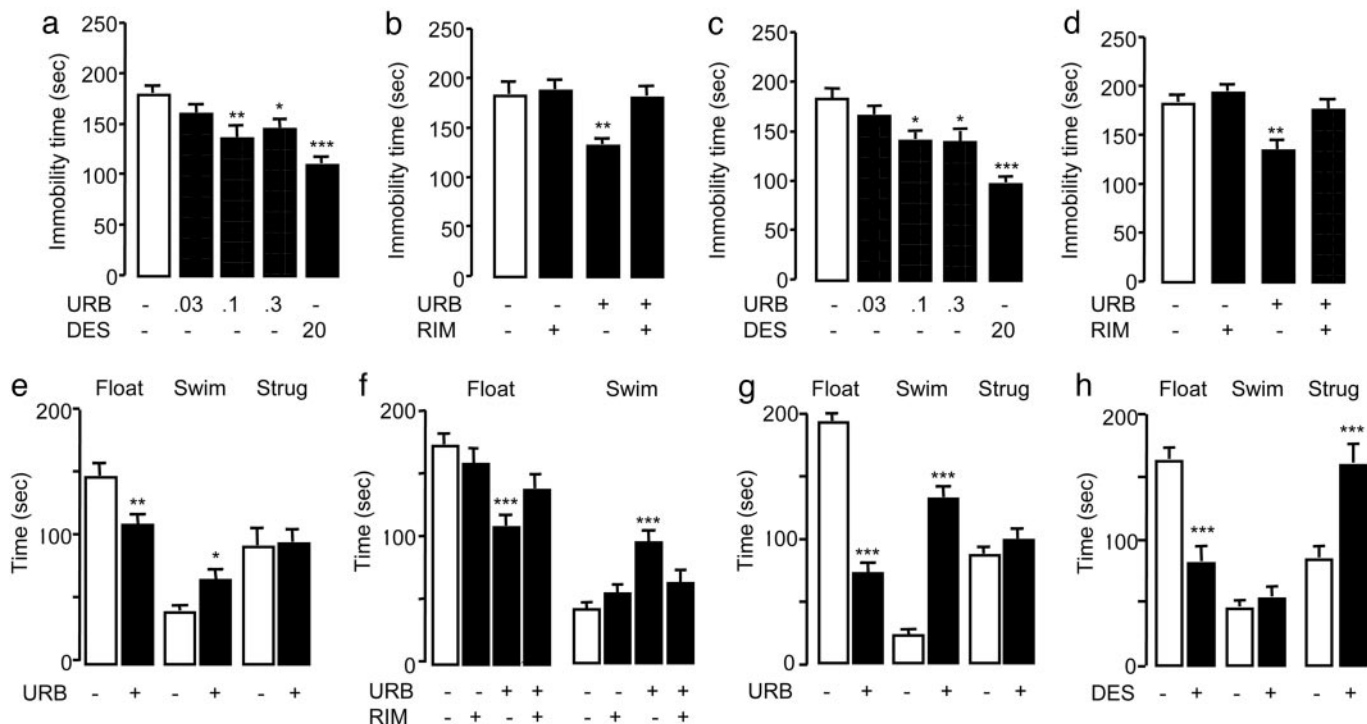 a
250
200
150
100
50
0
Immobility time (sec)
** * ***
URB - .03 .1 .3 -
DES - - - - 20
b
250
200
150
100
50
0
Immobility time (sec)
**
URB - - + +
RIM - + - +
c
250
200
150
100
50
0
Immobility time (sec)
* * ***
URB - .03 .1 .3 -
DES - - - - 20
d
250
200
150
100
50
0
Immobility time (sec)
**
URB - - + +
RIM - + - +
e
Float Swim Strug
200
100
0
Time (sec)
** *
URB - + - + - +
f
Float Swim
200
100
0
Time (sec)
*** ***
URB - - + + - - + +
RIM - + - + - + - +
g
Float Swim Strug
200
100
0
Time (sec)
*** ***
URB - + - + - +
h
Float Swim Strug
200
100
0
Time (sec)
*** ***
DES - + - + - +